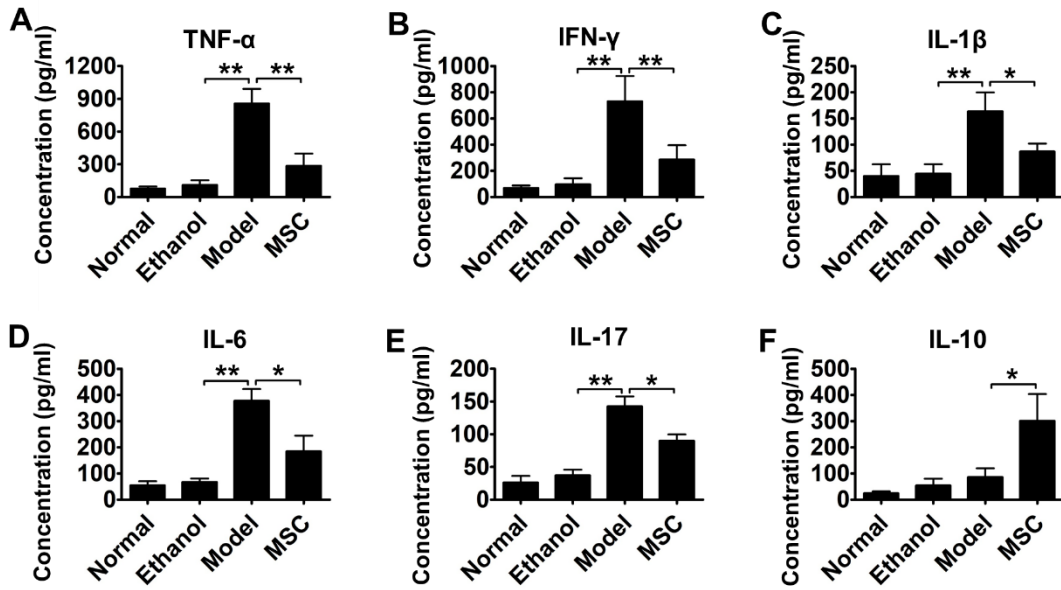 A
TNF-α
Concentration (pg/ml)
1200
900
600
300
0
** **
Normal
Ethanol
Model
MSC
B
IFN-γ
Concentration (pg/ml)
1000
800
600
400
200
0
** **
Normal
Ethanol
Model
MSC
C
IL-1β
Concentration (pg/ml)
250
200
150
100
50
0
** *
Normal
Ethanol
Model
MSC
D
IL-6
Concentration (pg/ml)
500
400
300
200
100
0
** *
Normal
Ethanol
Model
MSC
E
IL-17
Concentration (pg/ml)
200
150
100
50
0
** *
Normal
Ethanol
Model
MSC
F
IL-10
Concentration (pg/ml)
500
400
300
200
100
0
*
Normal
Ethanol
Model
MSC